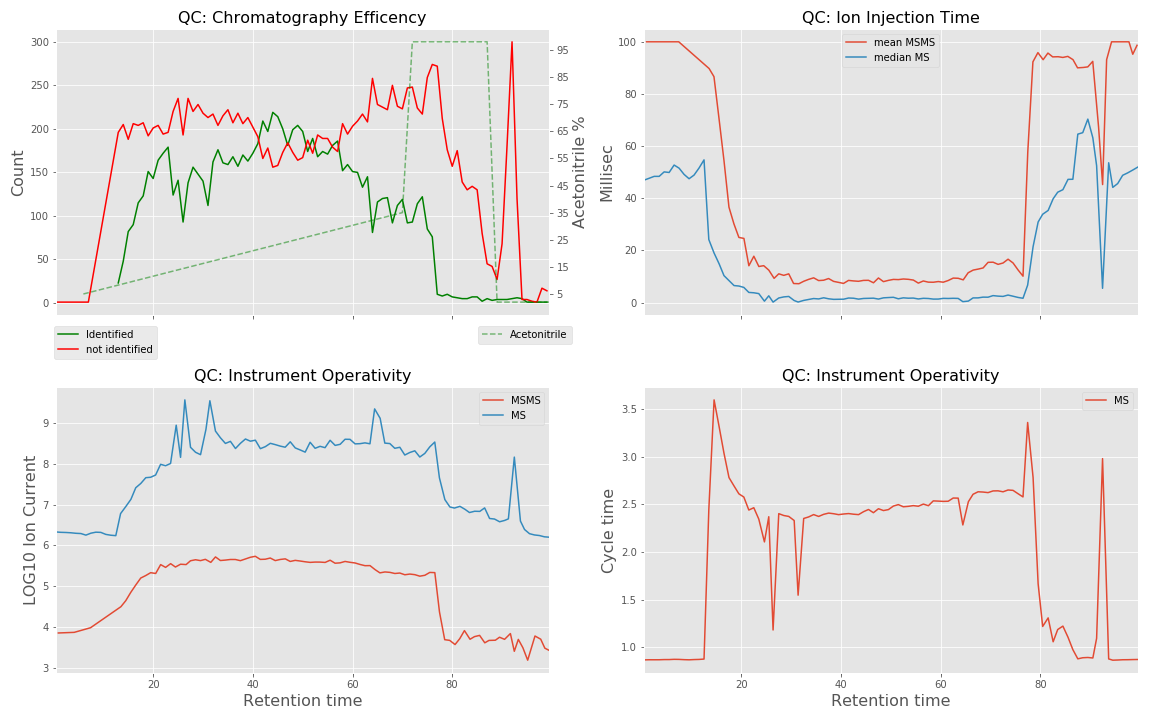 QC: Chromatography Efficency
300
250
200
150
100
50
0
Count
95
85
75
65
55
45
35
25
15
5
Acetonitrile %
Identified
not identified
Acetonitrile
QC: Ion Injection Time
100
80
60
40
20
0
Millisec
mean MSMS
median MS
QC: Instrument Operativity
9
8
7
6
5
4
3
LOG10 Ion Current
MSMS
MS
20
40
60
80
Retention time
QC: Instrument Operativity
3.5
3.0
2.5
2.0
1.5
1.0
Cycle time
MS
20
40
60
80
Retention time